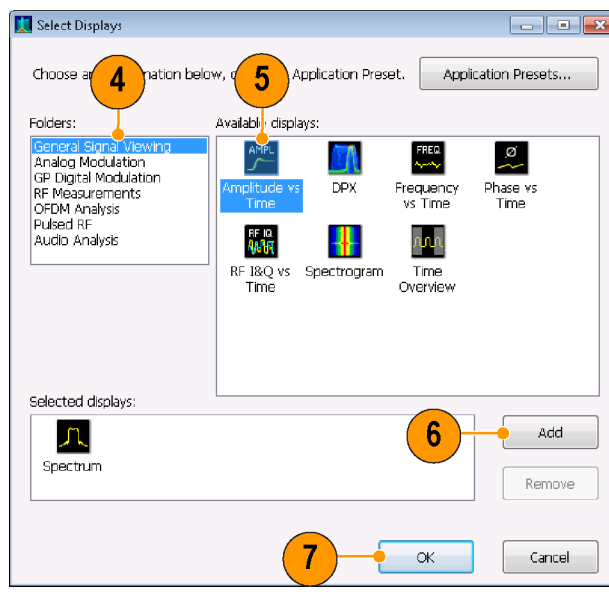 Select Displays
Choose an nation below, Application Preset.
Application Presets...
4
5
Folders:
Available displays:
General Signal Viewing
Analog Modulation
GP Digital Modulation
RF Measurements
OFDM Analysis
Pulsed RF
Audio Analysis
AMPL
FREQ
Ø
Amplitude vs Time
DPX
Frequency vs Time
Phase vs Time
RF IQ
RF I&Q vs Time
Spectrogram
Time Overview
Selected displays:
Spectrum
6
Add
Remove
7
OK
Cancel